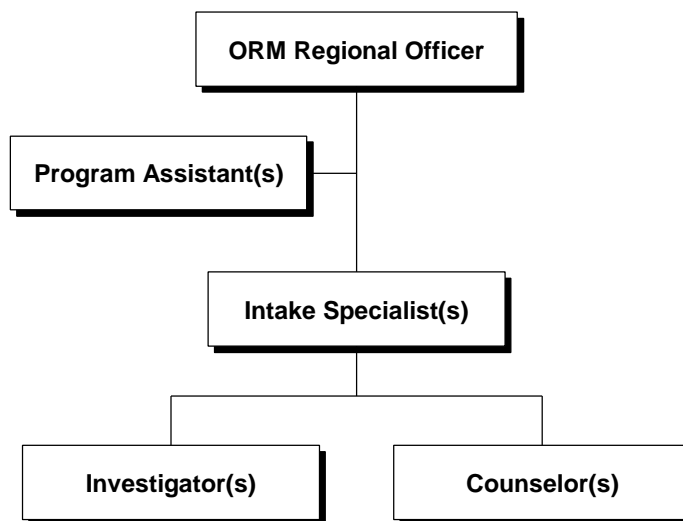 ORM Regional Officer
Program Assistant(s)
Intake Specialist(s)
Investigator(s)
Counselor(s)